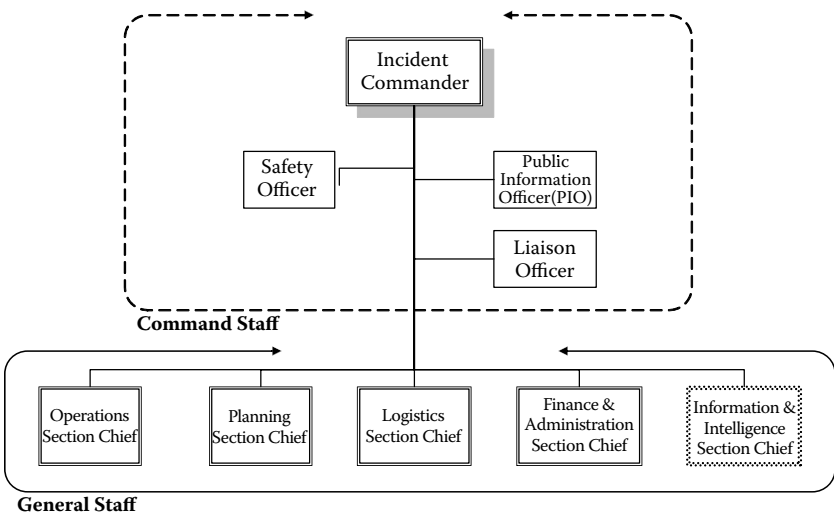 Incident
Commander
Safety
Officer
Public
Information
Officer(PIO)
Liaison
Officer
Command Staff
Operations
Section Chief
Planning
Section Chief
Logistics
Section Chief
Finance &
Administration
Section Chief
Information &
Intelligence
Section Chief
General Staff